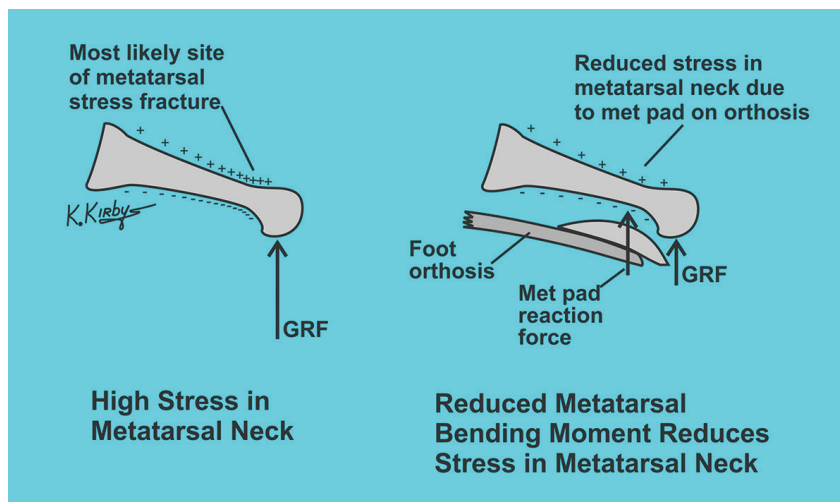 Most likely site
of metatarsal
stress fracture
K.Kirby
GRF
High Stress in
Metatarsal Neck
Reduced stress in
metatarsal neck due
to met pad on orthosis
Foot
orthosis
Met pad
reaction
force
GRF
Reduced Metatarsal
Bending Moment Reduces
Stress in Metatarsal Neck